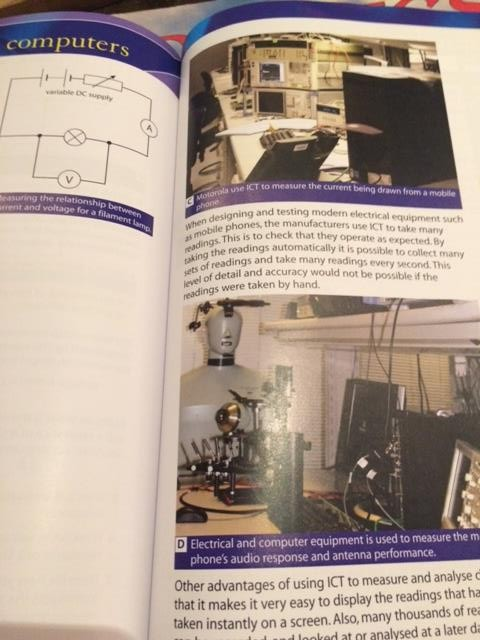 computers
variable DC supply
A
V
easuring the relationship between
urrent and voltage for a filament lamp.
C Motorola use ICT to measure the current being drawn from a mobile
phone.
When designing and testing modern electrical equipment such
as mobile phones, the manufacturers use ICT to take many
readings. This is to check that they operate as expected. By
taking the readings automatically it is possible to collect many
sets of readings and take many readings every second. This
level of detail and accuracy would not be possible if the
readings were taken by hand.
D Electrical and computer equipment is used to measure the m
phone's audio response and antenna performance.
Other advantages of using ICT to measure and analyse d
that it makes it very easy to display the readings that ha
taken instantly on a screen. Also, many thousands of rea
can be recorded and looked at or analysed at a later da